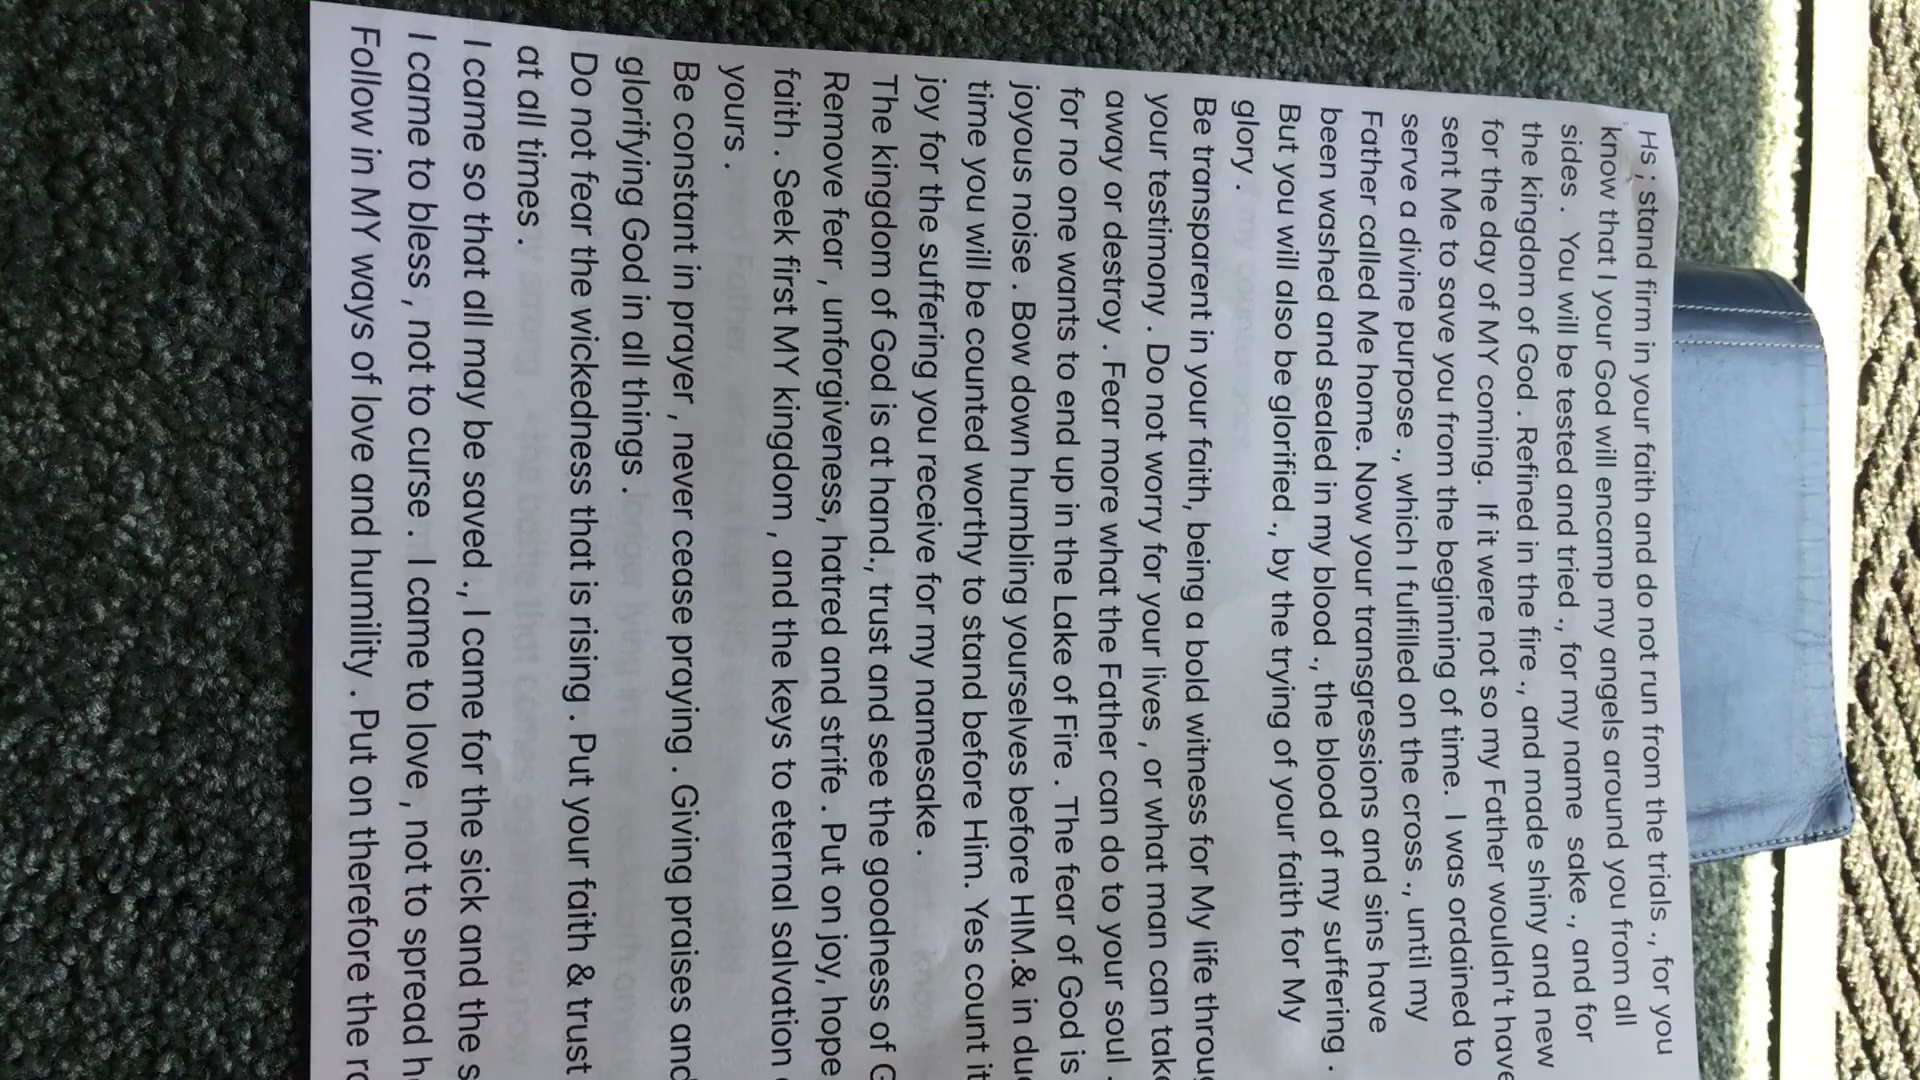 Hs ; stand firm in your faith and do not run from the trials ., for you
know that I your God will encamp my angels around you from all
sides . You will be tested and tried ., for my name sake ., and for
the kingdom of God . Refined in the fire ., and made shiny and new
for the day of MY coming. If it were not so my Father wouldn't have
sent Me to save you from the beginning of time. I was ordained to
serve a divine purpose ., which I fulfilled on the cross ., until my
Father called Me home. Now your transgressions and sins have
been washed and sealed in my blood ., the blood of my suffering .
But you will also be glorified ., by the trying of your faith for My
glory .
Be transparent in your faith, being a bold witness for My life
your testimony . Do not worry for your lives , or what man can
away or destroy . Fear more what the Father can do to your soul .
for no one wants to end up in the Lake of Fire . The fear of God is
joyous noise . Bow down humbling yourselves before HIM.& in
time you will be counted worthy to stand before Him. Yes count it
joy for the suffering you receive for my namesake .
The kingdom of God is at hand., trust and see the goodness of
Remove fear , unforgiveness, hatred and strife . Put on joy, hope
faith . Seek first MY kingdom , and the keys to eternal salvation
yours .
Be constant in prayer , never cease praying . Giving praises and
glorifying God in all things .
Do not fear the wickedness that is rising . Put your faith & trust
at all times .
I came so that all may be saved ., I came for the sick and the
I came to bless , not to curse . I came to love , not to spread
Follow in MY ways of love and humility . Put on therefore the